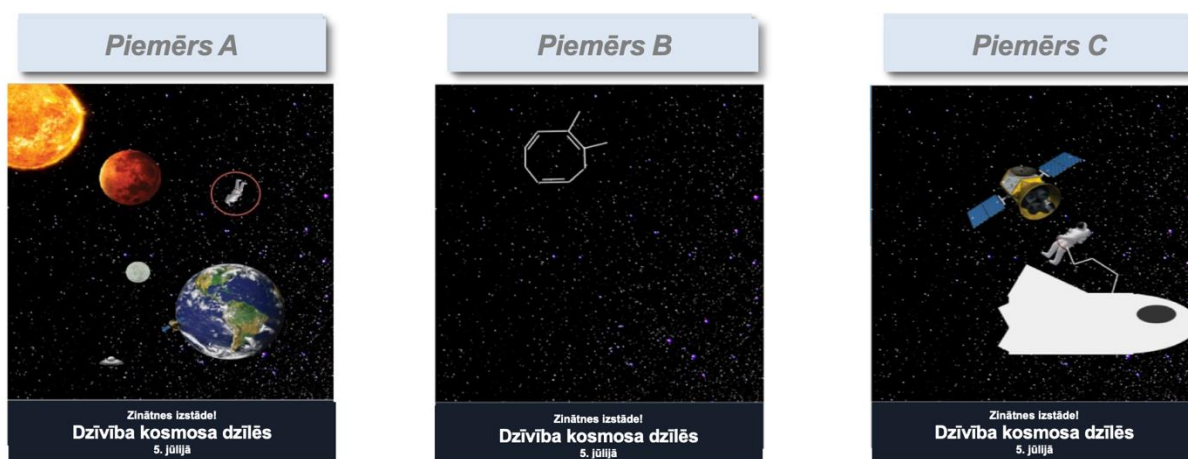 Piemērs A
Zinātnes izstāde!
Dzīvība kosmosa dzīlēs
5. jūlijā
Piemērs B
Zinātnes izstāde!
Dzīvība kosmosa dzīlēs
5. jūlijā
Piemērs C
Zinātnes izstāde!
Dzīvība kosmosa dzīlēs
5. jūlijā